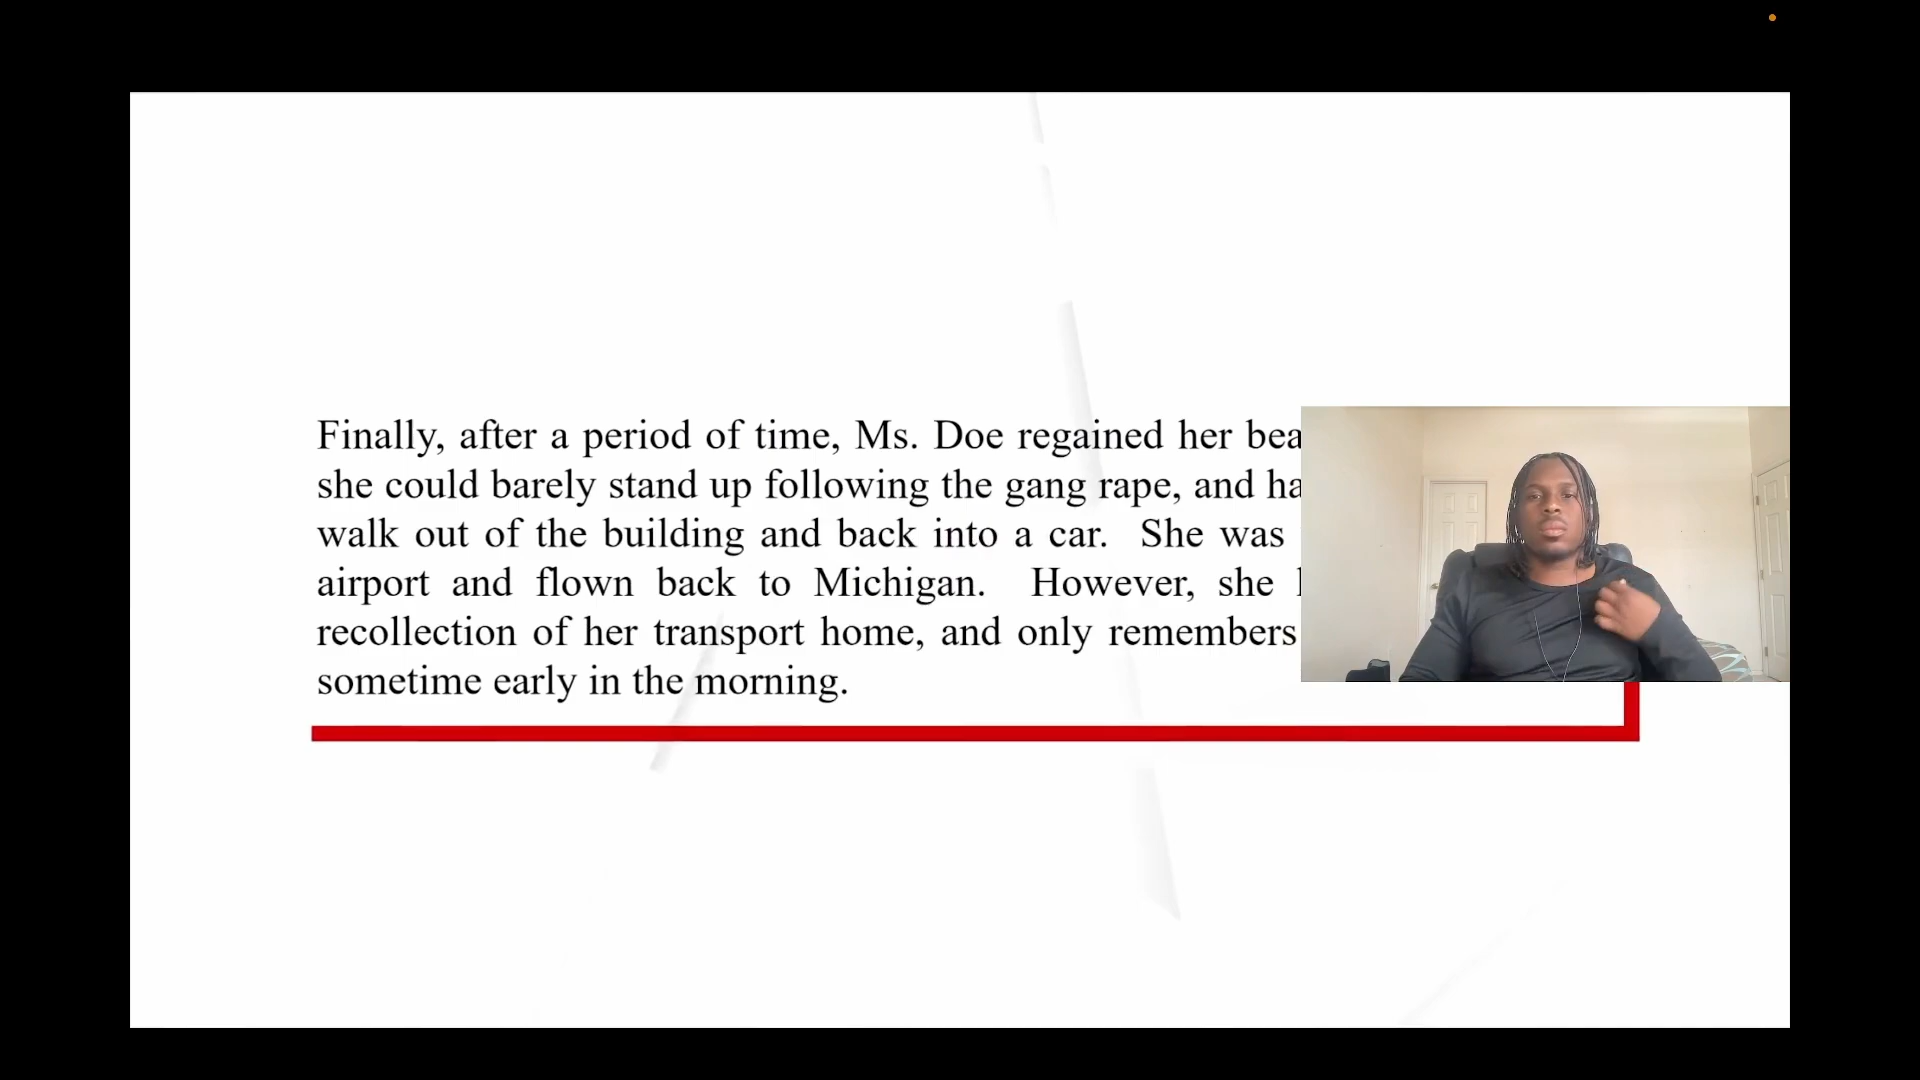 Finally, after a period of time, Ms. Doe regained her
she could barely stand up following the gang rape, and
walk out of the building and back into a car. She was
airport and flown back to Michigan. However, she
recollection of her transport home, and only remembers
sometime early in the morning.